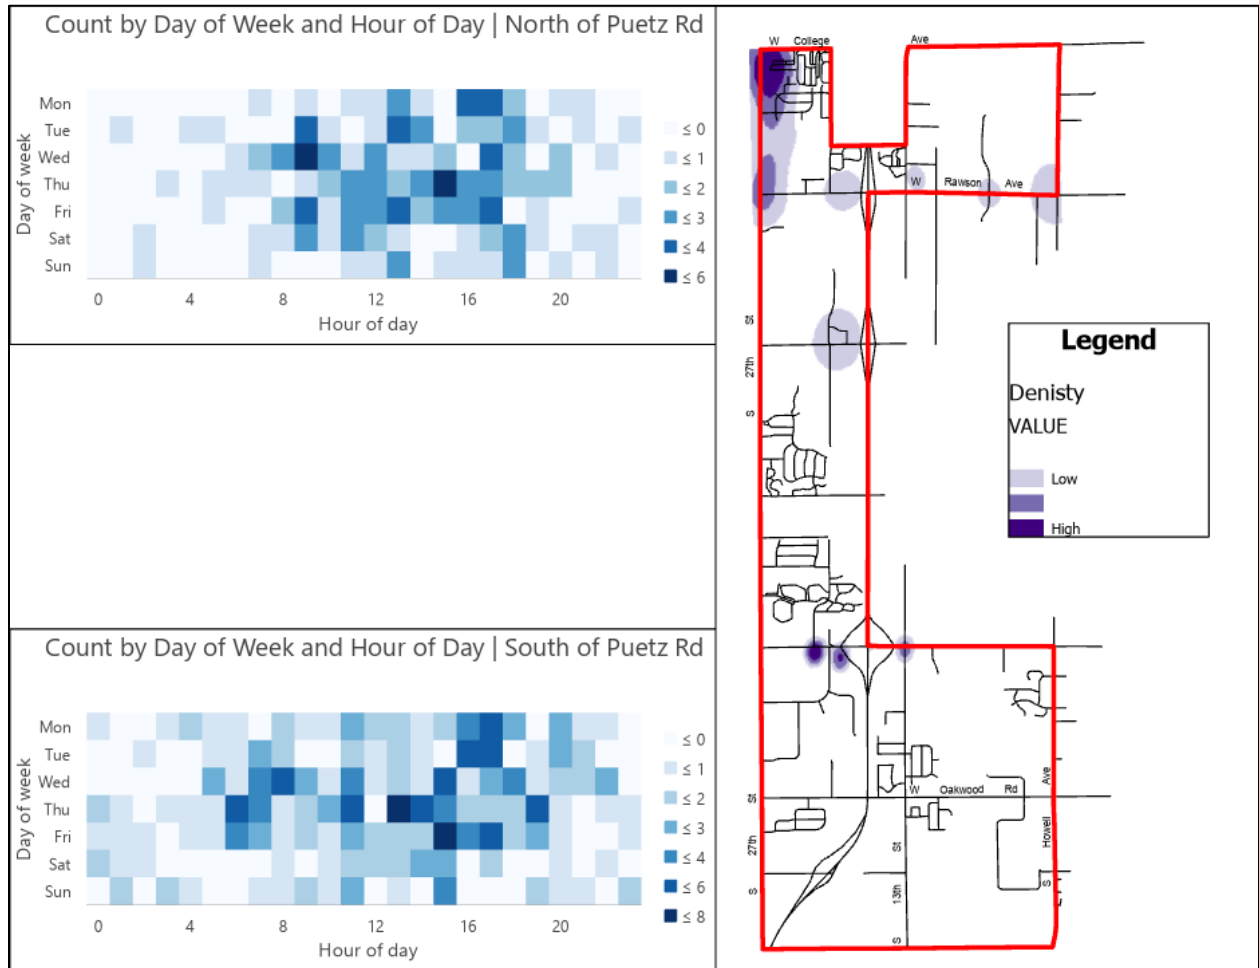 Count by Day of Week and Hour of Day | North of Puetz Rd
Day of week
Mon
Tue
Wed
Thu
Fri
Sat
Sun
0 4 8 12 16 20
Hour of day
≤ 0
≤ 1
≤ 2
≤ 3
≤ 4
≤ 6
Count by Day of Week and Hour of Day | South of Puetz Rd
Day of week
Mon
Tue
Wed
Thu
Fri
Sat
Sun
0 4 8 12 16 20
Hour of day
≤ 0
≤ 1
≤ 2
≤ 3
≤ 4
≤ 6
≤ 8
W College Ave
W Rawson Ave
S 27th St
Legend
Denisty
VALUE
Low
High
W Oakwood Rd
S 27th St
S 13th St
S Howell Ave